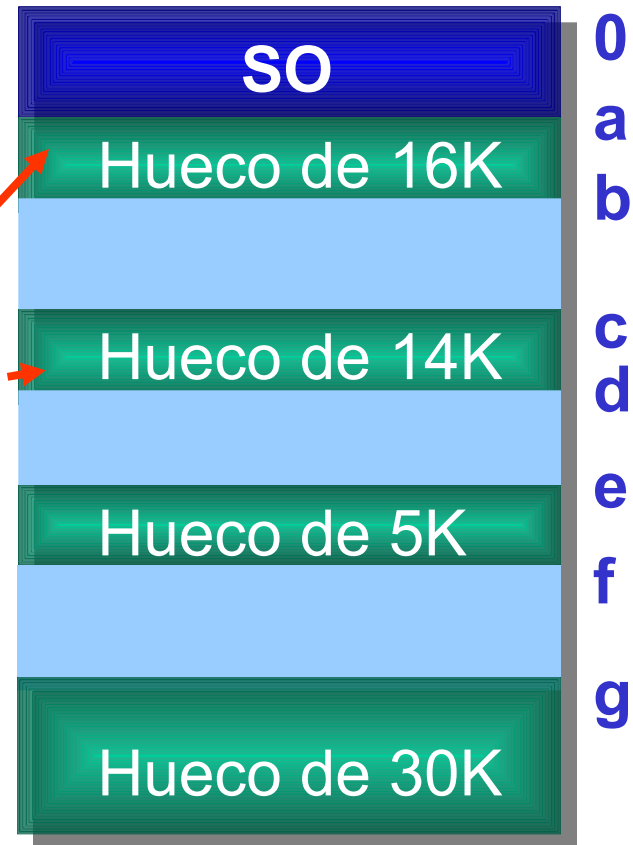 SO
0
a
Hueco de 16K
b
c
Hueco de 14K
d
e
Hueco de 5K
f
g
Hueco de 30K